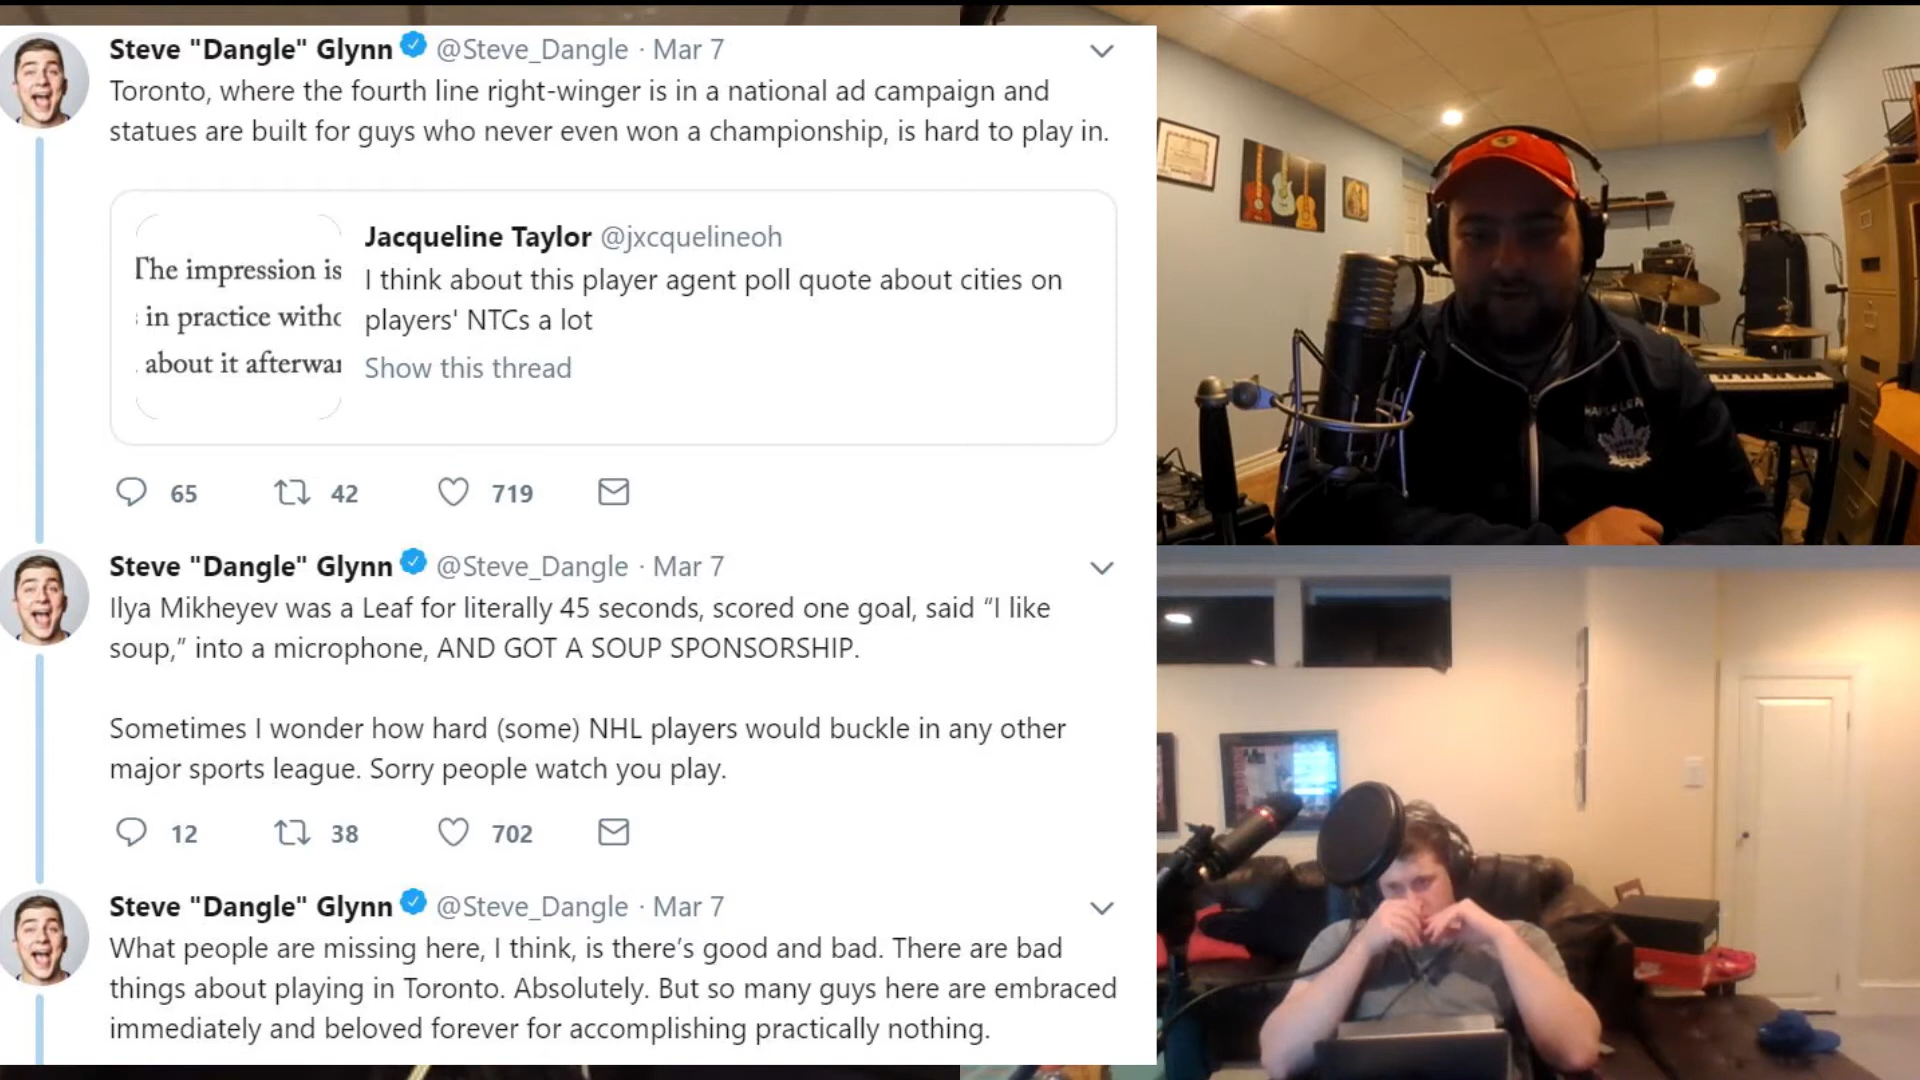 Steve "Dangle" Glynn @Steve_Dangle · Mar 7
Toronto, where the fourth line right-winger is in a national ad campaign and
statues are built for guys who never even won a championship, is hard to play in.
The impression is
in practice witho
about it afterwar
Jacqueline Taylor @jxcquelineoh
I think about this player agent poll quote about cities on
players' NTCs a lot
Show this thread
65 42 719
Steve "Dangle" Glynn @Steve_Dangle · Mar 7
Ilya Mikheyev was a Leaf for literally 45 seconds, scored one goal, said “I like
soup,” into a microphone, AND GOT A SOUP SPONSORSHIP.
Sometimes I wonder how hard (some) NHL players would buckle in any other
major sports league. Sorry people watch you play.
12 38 702
Steve "Dangle" Glynn @Steve_Dangle · Mar 7
What people are missing here, I think, is there’s good and bad. There are bad
things about playing in Toronto. Absolutely. But so many guys here are embraced
immediately and beloved forever for accomplishing practically nothing.